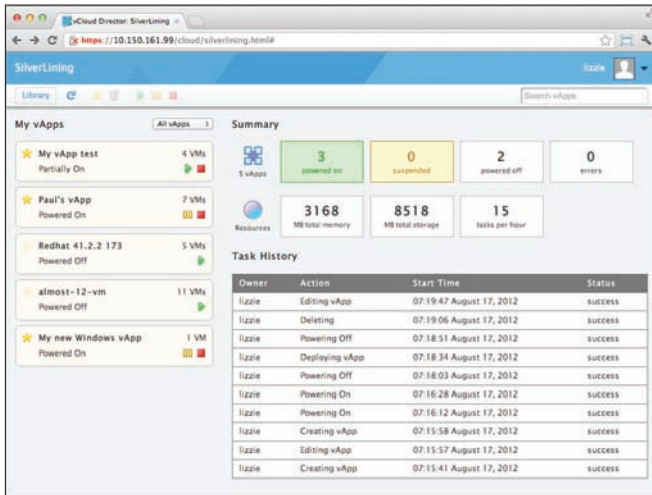 vCloud Director: SilverLining
https://10.150.161.99/cloud/silverlining.html#
SilverLining
lizzie
Library
Search vApps
My vApps
All vApps
My vApp test 4 VMs
Partially On
Paul's vApp 7 VMs
Powered On
Redhat 41.2.2 173 5 VMs
Powered Off
almost-12-vm 11 VMs
Powered Off
My new Windows vApp 1 VM
Powered On
Summary
5 vApps
3
powered on
0
suspended
2
powered off
0
errors
Resources
3168
MB total memory
8518
MB total storage
15
tasks per hour
Task History
Owner Action Start Time Status
lizzie Editing vApp 07:19:47 August 17, 2012 success
lizzie Deleting 07:19:06 August 17, 2012 success
lizzie Powering Off 07:18:51 August 17, 2012 success
lizzie Deploying vApp 07:18:34 August 17, 2012 success
lizzie Powering Off 07:18:03 August 17, 2012 success
lizzie Powering On 07:16:28 August 17, 2012 success
lizzie Powering On 07:16:12 August 17, 2012 success
lizzie Creating vApp 07:15:58 August 17, 2012 success
lizzie Editing vApp 07:15:57 August 17, 2012 success
lizzie Creating vApp 07:15:41 August 17, 2012 success